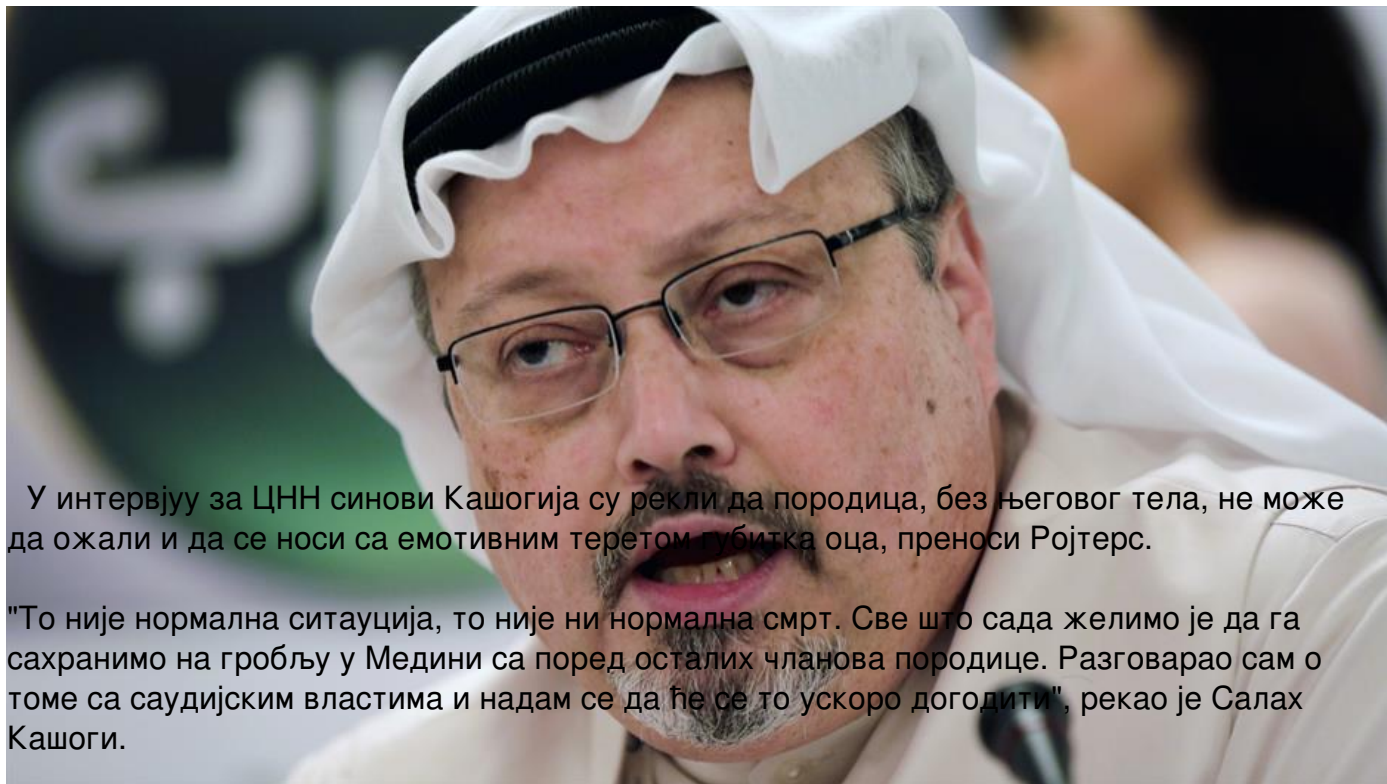 У интервјуу за ЦНН синови Кашогија су рекли да породица, без његовог тела, не може
да ожали и да се носи са емотивним теретом губитка оца, преноси Ројтерс.
"То није нормална ситауција, то није ни нормална смрт. Све што сада желимо је да га
сахранимо на гробљу у Медини са поред осталих чланова породице. Разговарао сам о
томе са саудијским властима и надам се да ће се то ускоро догодити", рекао је Салах
Кашоги.